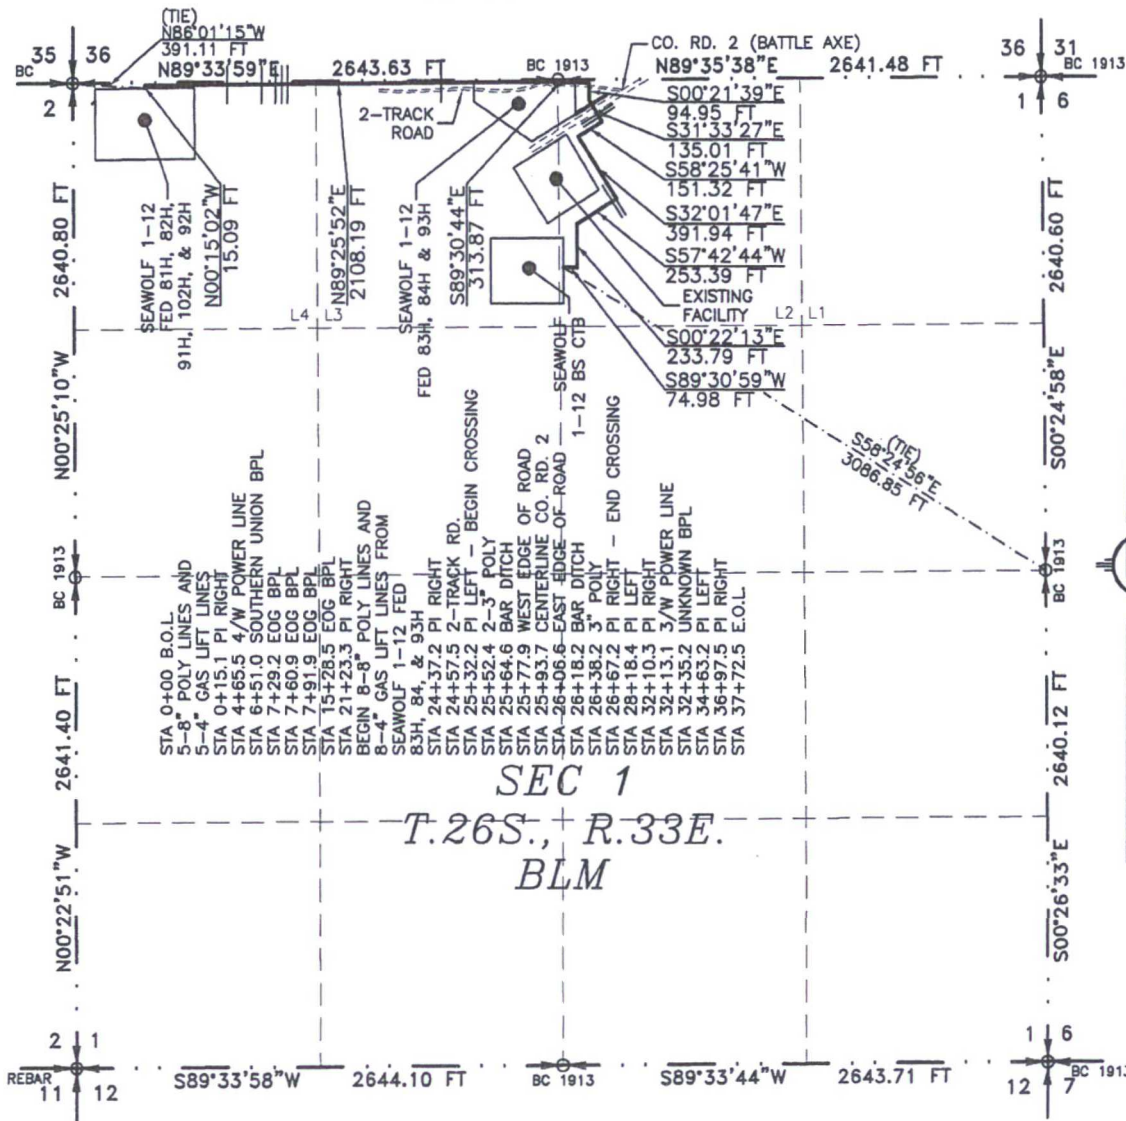 (TIE)
N86°01'15"W
391.11 FT
35 36
BC
2
N89°33'59"E 2643.63 FT
BC 1913
CO. RD. 2 (BATTLE AXE)
N89°35'38"E 2641.48 FT
36 31
BC 1913
1 6
2-TRACK
ROAD
S00°21'39"E
94.95 FT
S31°33'27"E
135.01 FT
S58°25'41"W
151.32 FT
S32°01'47"E
391.94 FT
S57°42'44"W
253.39 FT
EXISTING
FACILITY
S00°22'13"E
233.79 FT
S89°30'59"W
74.98 FT
SEAWOLF 1-12
FED 81H, 82H,
91H, 102H, & 92H
N00°15'02"W
15.09 FT
N89°25'52"E
2108.19 FT
SEAWOLF 1-12
FED 83H, 84H & 93H
S89°30'44"E
313.87 FT
SEAWOLF
1-12 BS CTB
L4 L3
L2 L1
(TIE)
S58°24'56"E
3086.85 FT
2640.80 FT
N00°25'10"W
BC 1913
2641.40 FT
N00°22'51"W
2640.60 FT
S00°24'58"E
BC 1913
2640.12 FT
S00°26'33"E
STA 0+00 B.O.L.
5-8" POLY LINES AND
5-4" GAS LIFT LINES
STA 0+15.1 PI RIGHT
STA 4+65.5 4/W POWER LINE
STA 6+51.0 SOUTHERN UNION BPL
STA 7+29.2 EOG BPL
STA 7+60.9 EOG BPL
STA 7+91.9 EOG BPL
STA 15+28.5 EOG BPL
STA 21+23.3 PI RIGHT
BEGIN 8-8" POLY LINES AND
8-4" GAS LIFT LINES FROM
SEAWOLF 1-12 FED
83H, 84, & 93H
STA 24+37.2 PI RIGHT
STA 24+57.5 2-TRACK RD.
STA 25+32.2 PI LEFT - BEGIN CROSSING
STA 25+52.4 2-3" POLY
STA 25+64.6 BAR DITCH
STA 25+77.9 WEST EDGE OF ROAD
STA 25+93.7 CENTERLINE CO. RD. 2
STA 26+06.6 EAST EDGE OF ROAD
STA 26+18.2 BAR DITCH
STA 26+38.2 3" POLY
STA 26+67.2 PI RIGHT - END CROSSING
STA 28+18.4 PI LEFT
STA 32+10.3 PI RIGHT
STA 32+13.1 3/W POWER LINE
STA 32+35.2 UNKNOWN BPL
STA 34+63.2 PI LEFT
STA 36+97.5 PI RIGHT
STA 37+72.5 E.O.L.
SEC 1
T.26S., R.33E.
BLM
2 1
REBAR
11 12
S89°33'58"W 2644.10 FT
BC 1913
S89°33'44"W 2643.71 FT
1 6
BC 1913
12 7